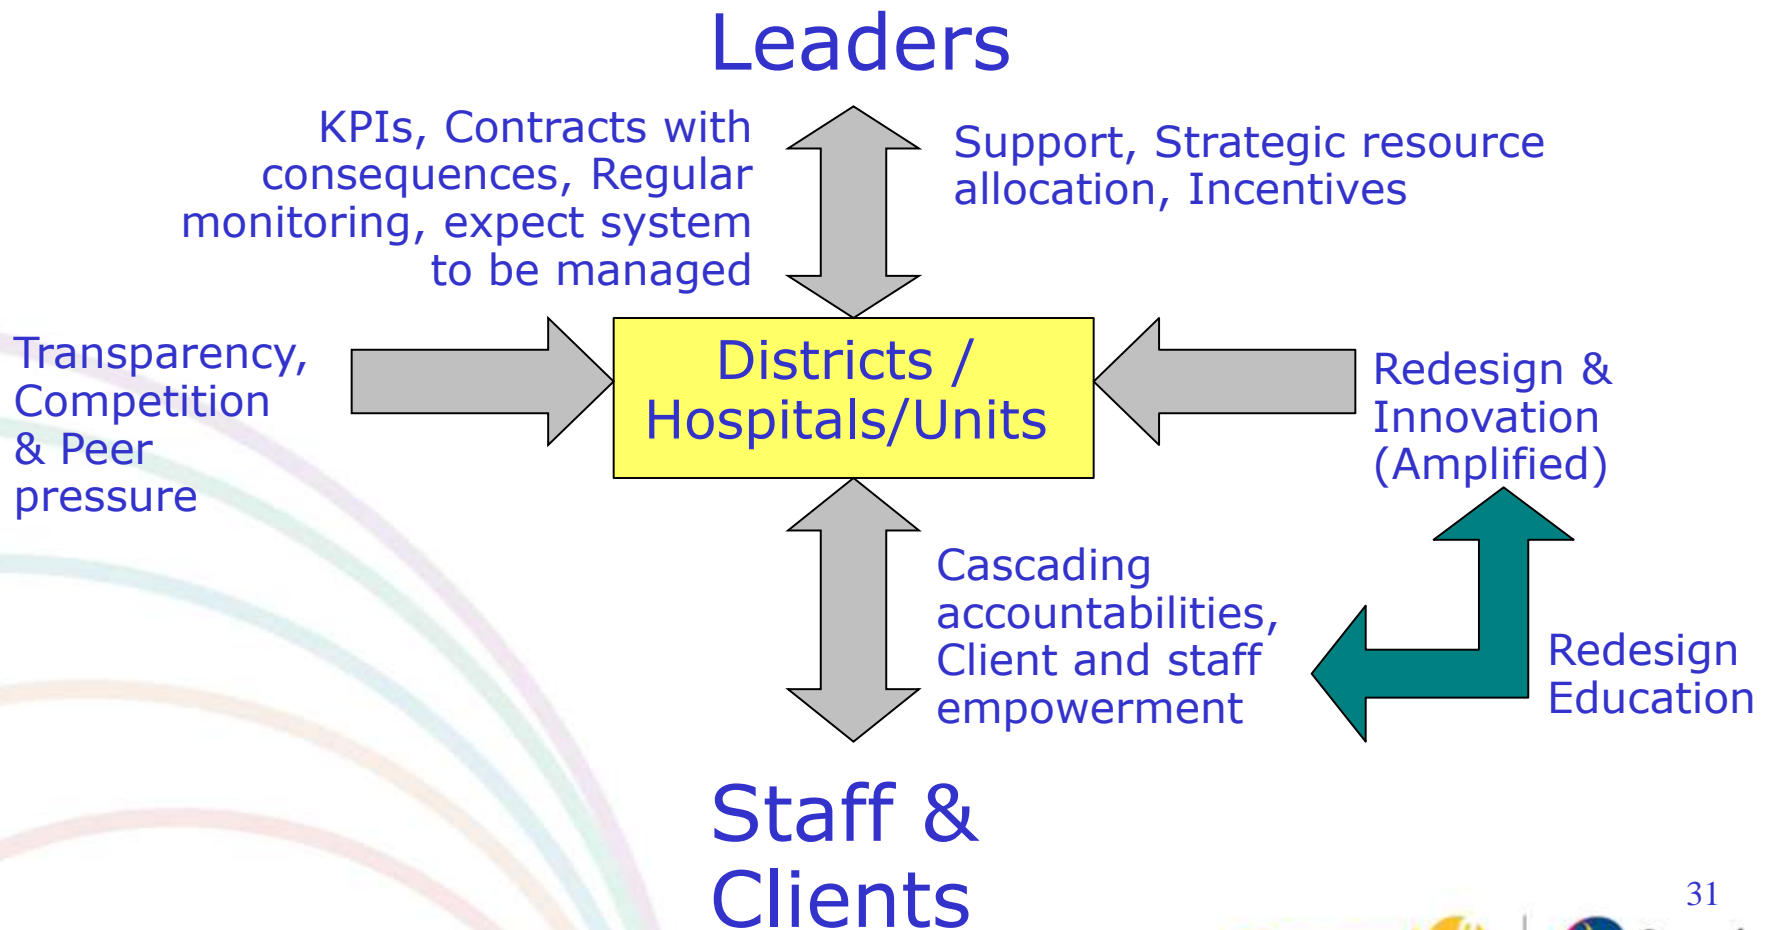 Leaders
KPIs, Contracts with
consequences, Regular
monitoring, expect system
to be managed
Support, Strategic resource
allocation, Incentives
Transparency,
Competition
& Peer
pressure
Districts /
Hospitals/Units
Redesign &
Innovation
(Amplified)
Cascading
accountabilities,
Client and staff
empowerment
Redesign
Education
Staff &
Clients
31